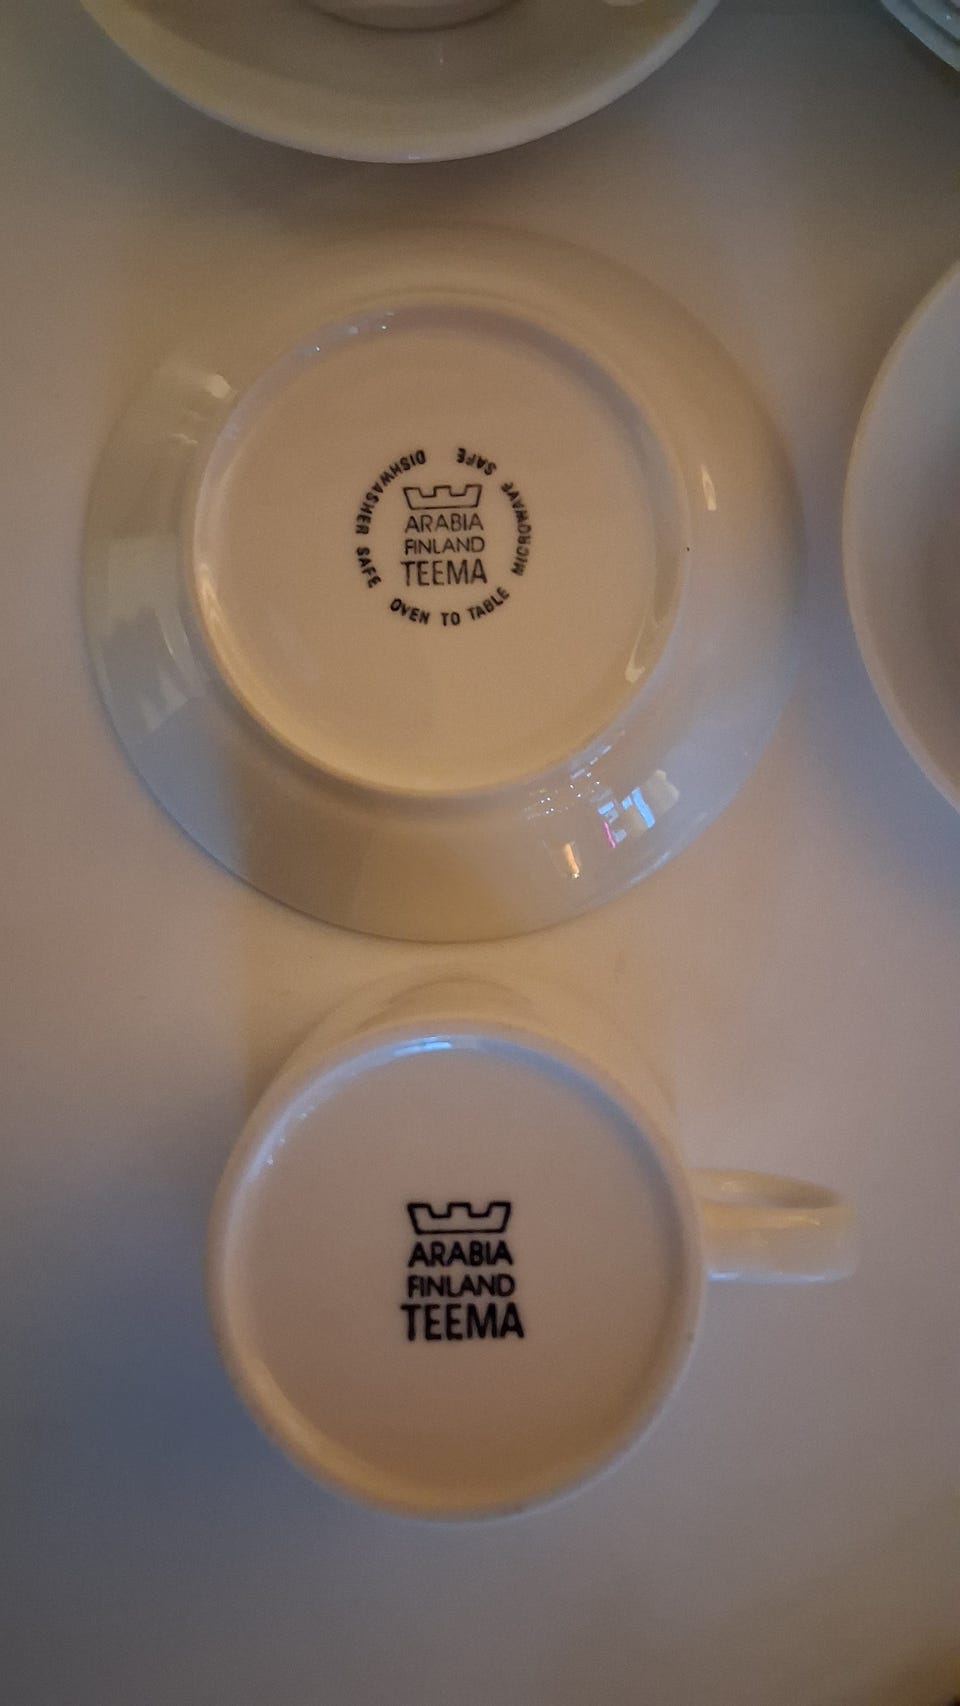 DISHWASHER SAFE
OVEN TO TABLE
MICROWAVE SAFE
ARABIA
FINLAND
TEEMA
ARABIA
FINLAND
TEEMA